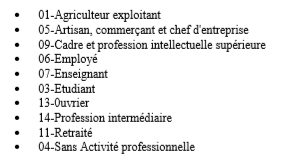 • 01-Agriculteur exploitant
• 05-Artisan, commerçant et chef d'entreprise
• 09-Cadre et profession intellectuelle supérieure
• 06-Employé
• 07-Enseignant
• 03-Etudiant
• 13-0uvrier
• 14-Profession intermédiaire
• 11-Retraité
• 04-Sans Activité professionnelle